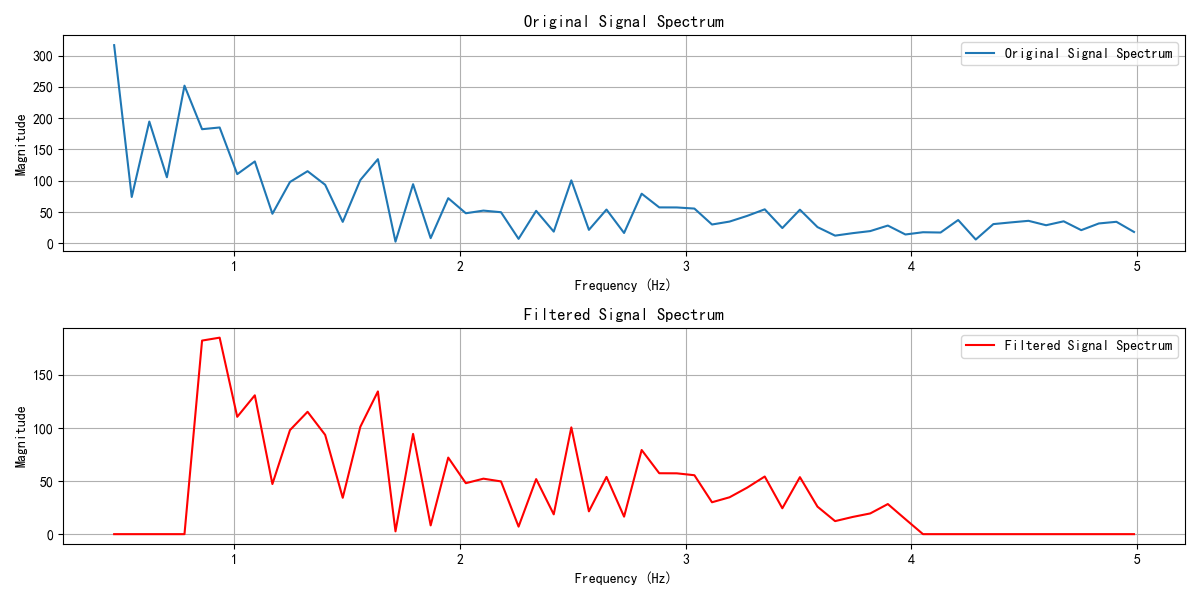 Original Signal Spectrum
Original Signal Spectrum
Magnitude
300
250
200
150
100
50
0
1 2 3 4 5
Frequency (Hz)
Filtered Signal Spectrum
Filtered Signal Spectrum
Magnitude
150
100
50
0
1 2 3 4 5
Frequency (Hz)